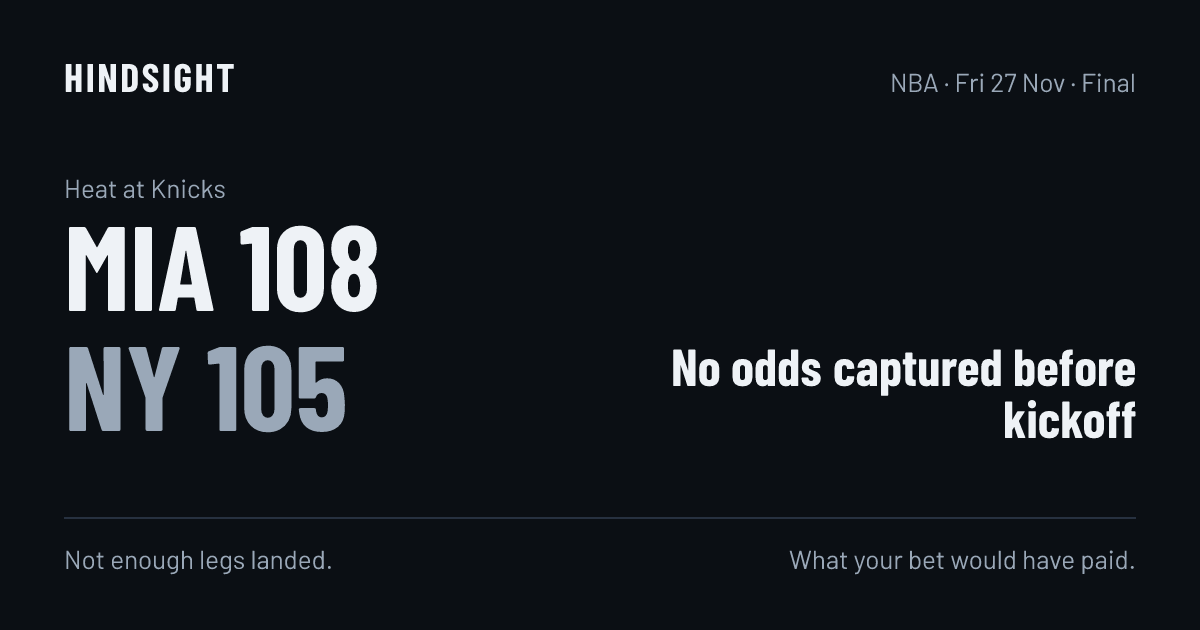 HINDSIGHT
NBA · Fri 27 Nov · Final
Heat at Knicks
MIA 108
NY 105
No odds captured before
kickoff
Not enough legs landed.
What your bet would have paid.